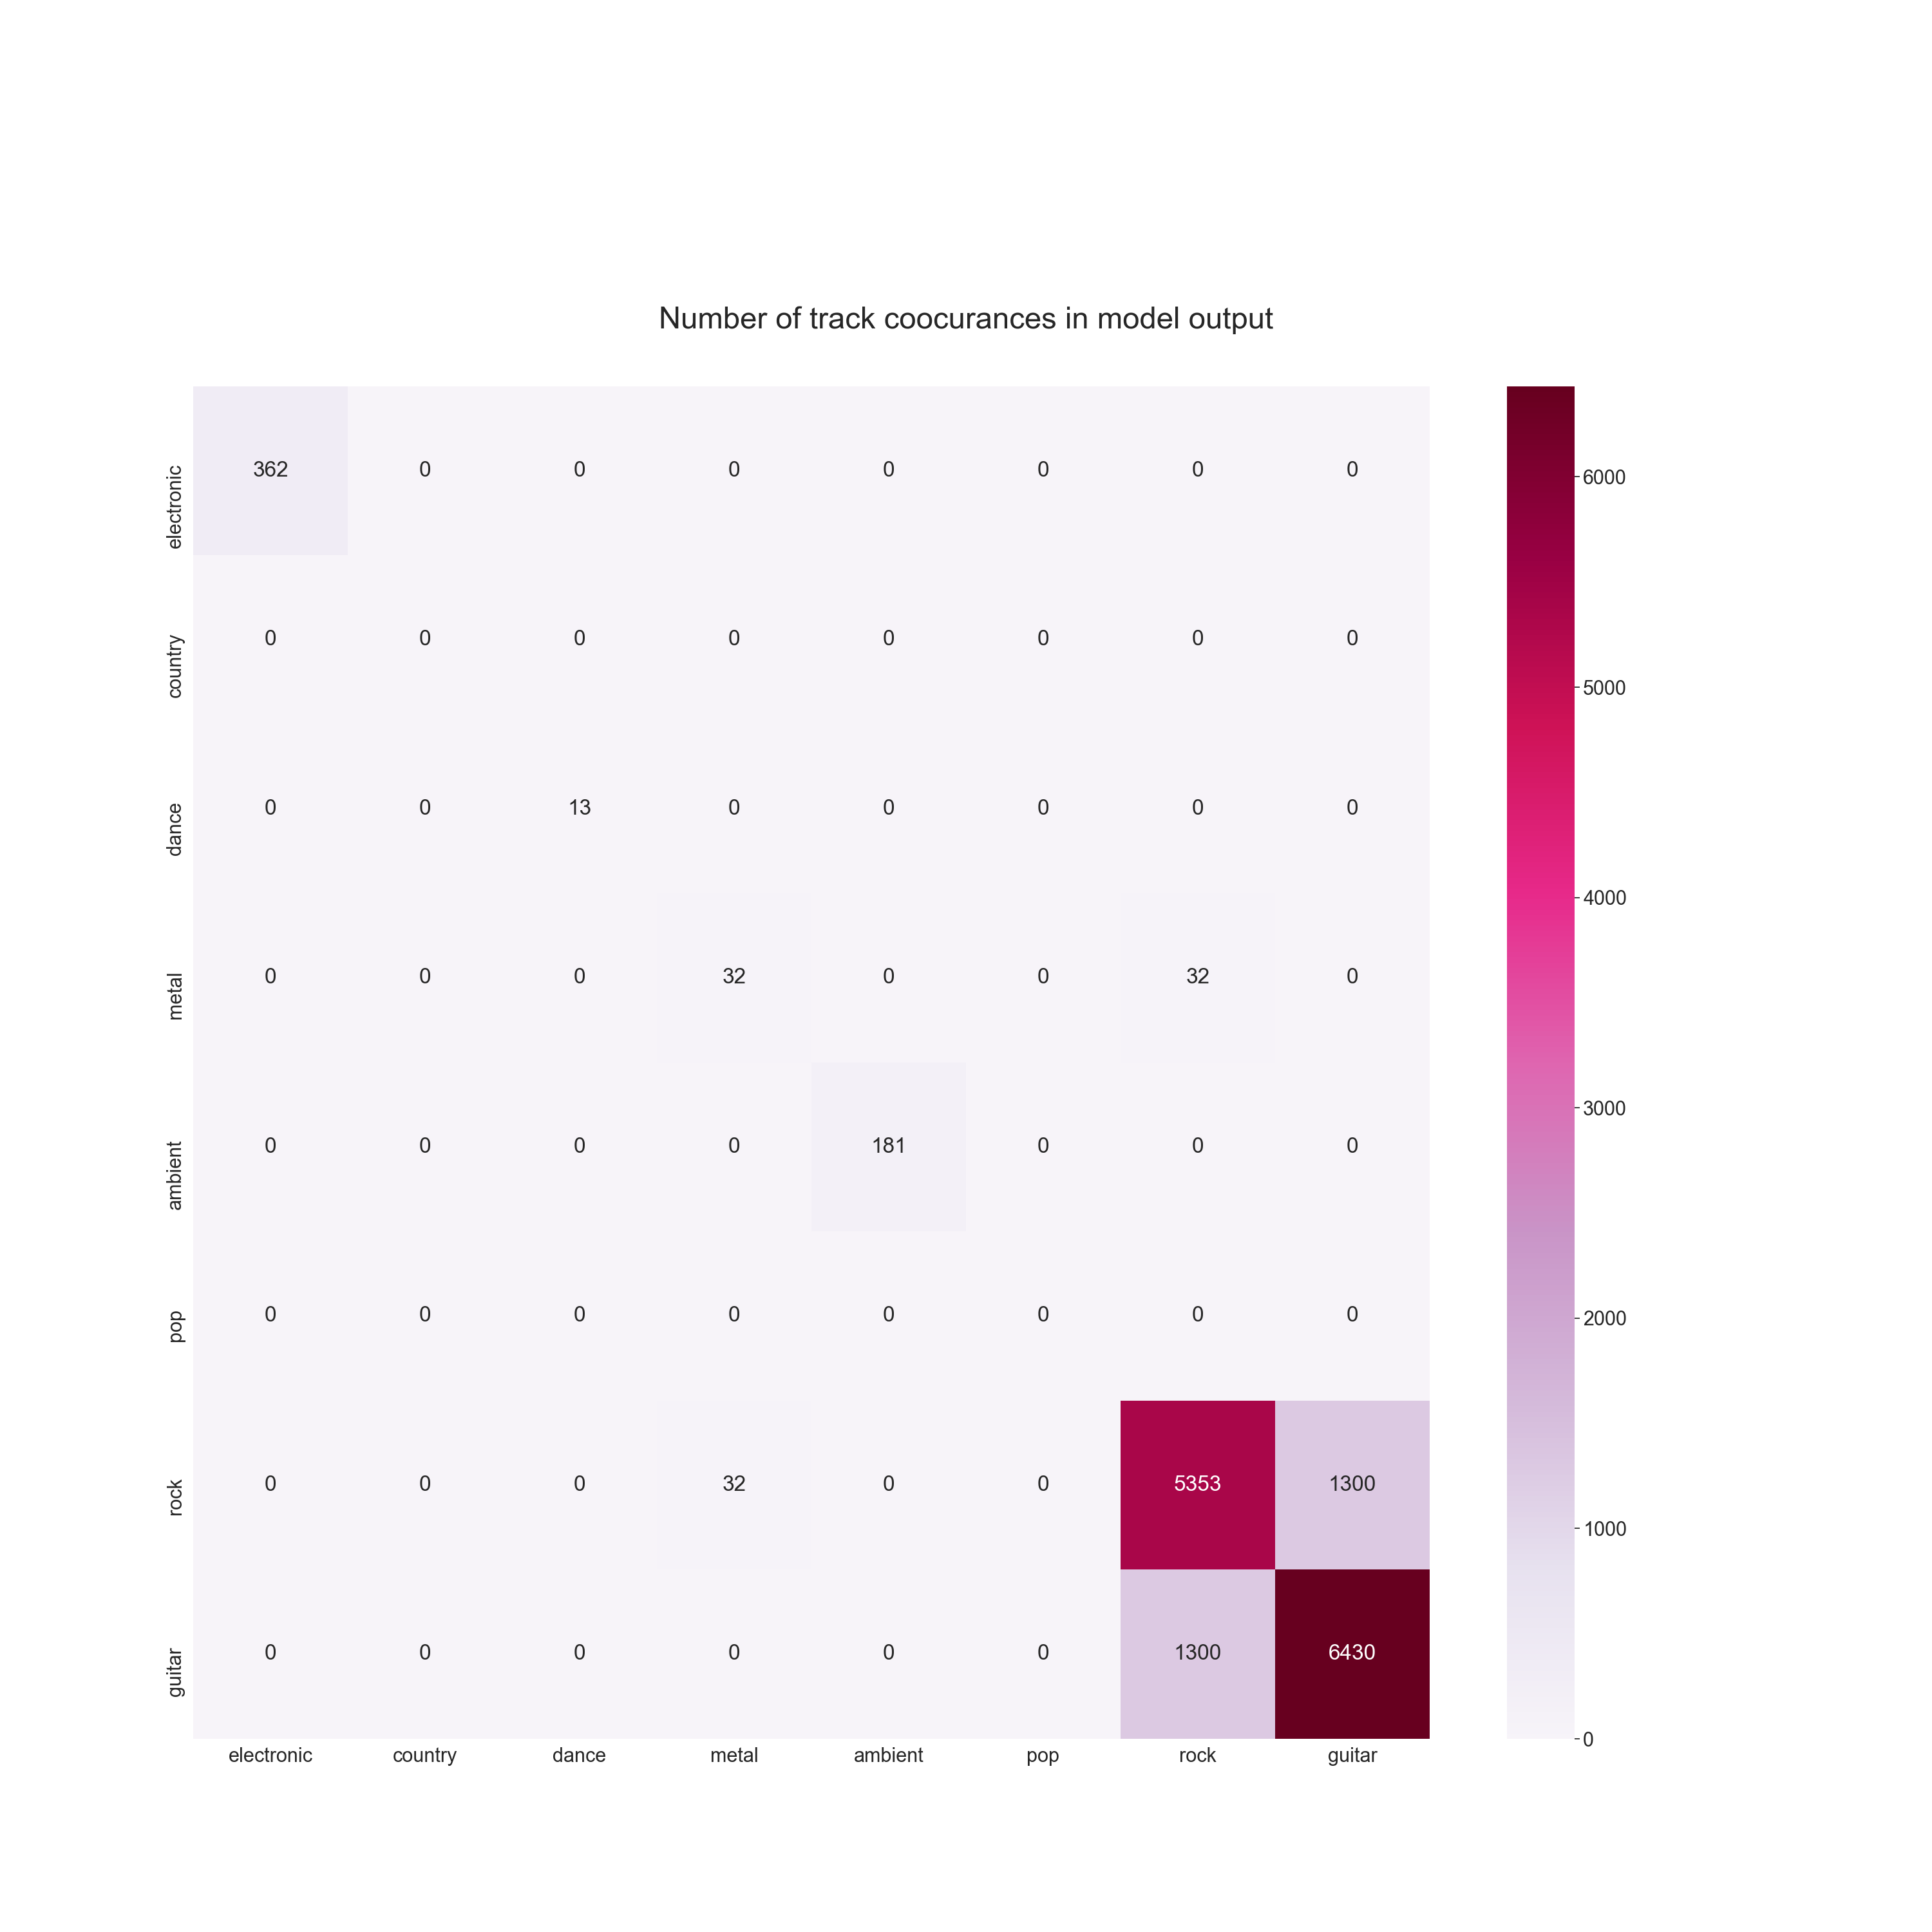 Number of track coocurances in model output
electronic 362 0 0 0 0 0 0 0
country 0 0 0 0 0 0 0 0
dance 0 0 13 0 0 0 0 0
metal 0 0 0 32 0 0 32 0
ambient 0 0 0 0 181 0 0 0
pop 0 0 0 0 0 0 0 0
rock 0 0 0 32 0 0 5353 1300
guitar 0 0 0 0 0 0 1300 6430
electronic country dance metal ambient pop rock guitar
6000
5000
4000
3000
2000
1000
0